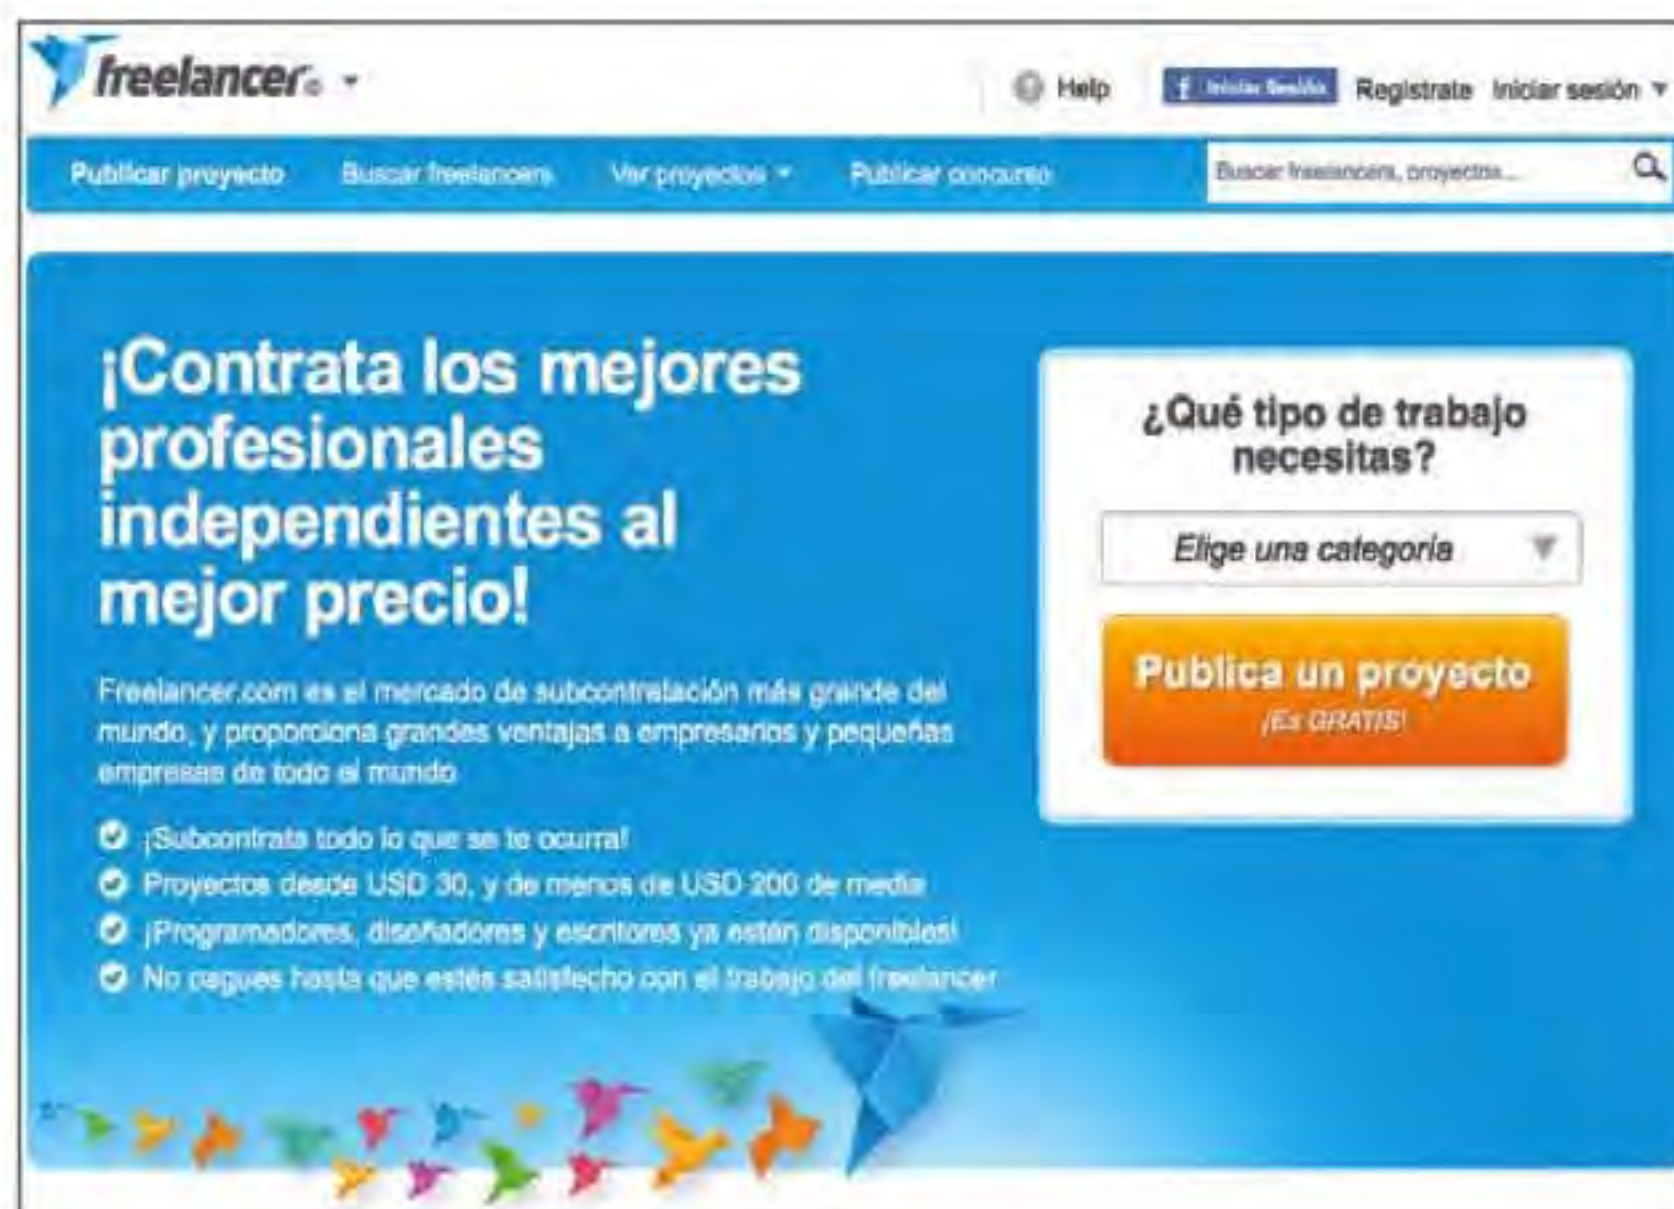 freelancer
Help
Iniciar Sesión
Registrate
Iniciar sesión
Publicar proyecto
Buscar freelancers
Ver proyectos
Publicar concurso
Buscar freelancers, proyectos...
¡Contrata los mejores
profesionales
independientes al
mejor precio!
Freelancer.com es el mercado de subcontratación más grande del
mundo, y proporciona grandes ventajas a empresarios y pequeñas
empresas de todo el mundo
¡Subcontrata todo lo que se te ocurra!
Proyectos desde USD 30, y de menos de USD 200 de media
¡Programadores, diseñadores y escritores ya están disponibles!
No pagues hasta que estés satisfecho con el trabajo del freelancer
¿Qué tipo de trabajo
necesitas?
Elige una categoría
Publica un proyecto
¡Es GRATIS!